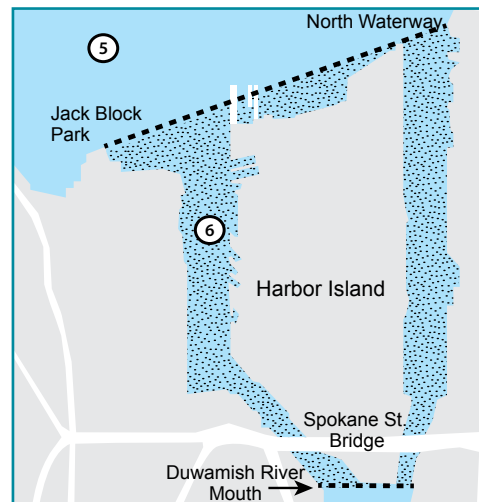 North Waterway
5
Jack Block
Park
6
Harbor Island
Spokane St.
Bridge
Duwamish River
Mouth